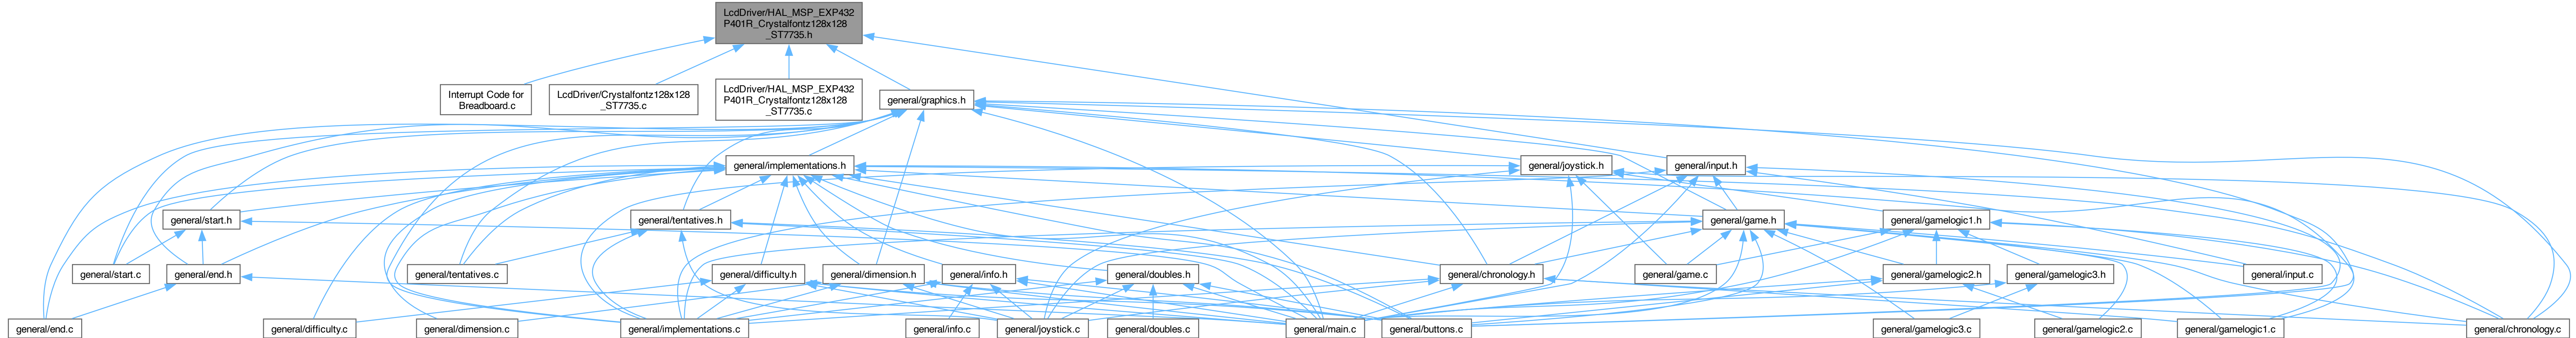 LcdDriver/HAL_MSP_EXP432
P401R_Crystalfontz128x128
_ST7735.h
Interrupt Code for
Breadboard.c
LcdDriver/Crystalfontz128x128
_ST7735.c
LcdDriver/HAL_MSP_EXP432
P401R_Crystalfontz128x128
_ST7735.c
general/graphics.h
general/implementations.h
general/joystick.h
general/input.h
general/start.h
general/tentatives.h
general/game.h
general/gamelogic1.h
general/start.c
general/end.h
general/tentatives.c
general/difficulty.h
general/dimension.h
general/info.h
general/doubles.h
general/chronology.h
general/game.c
general/gamelogic2.h
general/gamelogic3.h
general/input.c
general/end.c
general/difficulty.c
general/dimension.c
general/implementations.c
general/info.c
general/joystick.c
general/doubles.c
general/main.c
general/buttons.c
general/gamelogic3.c
general/gamelogic2.c
general/gamelogic1.c
general/chronology.c